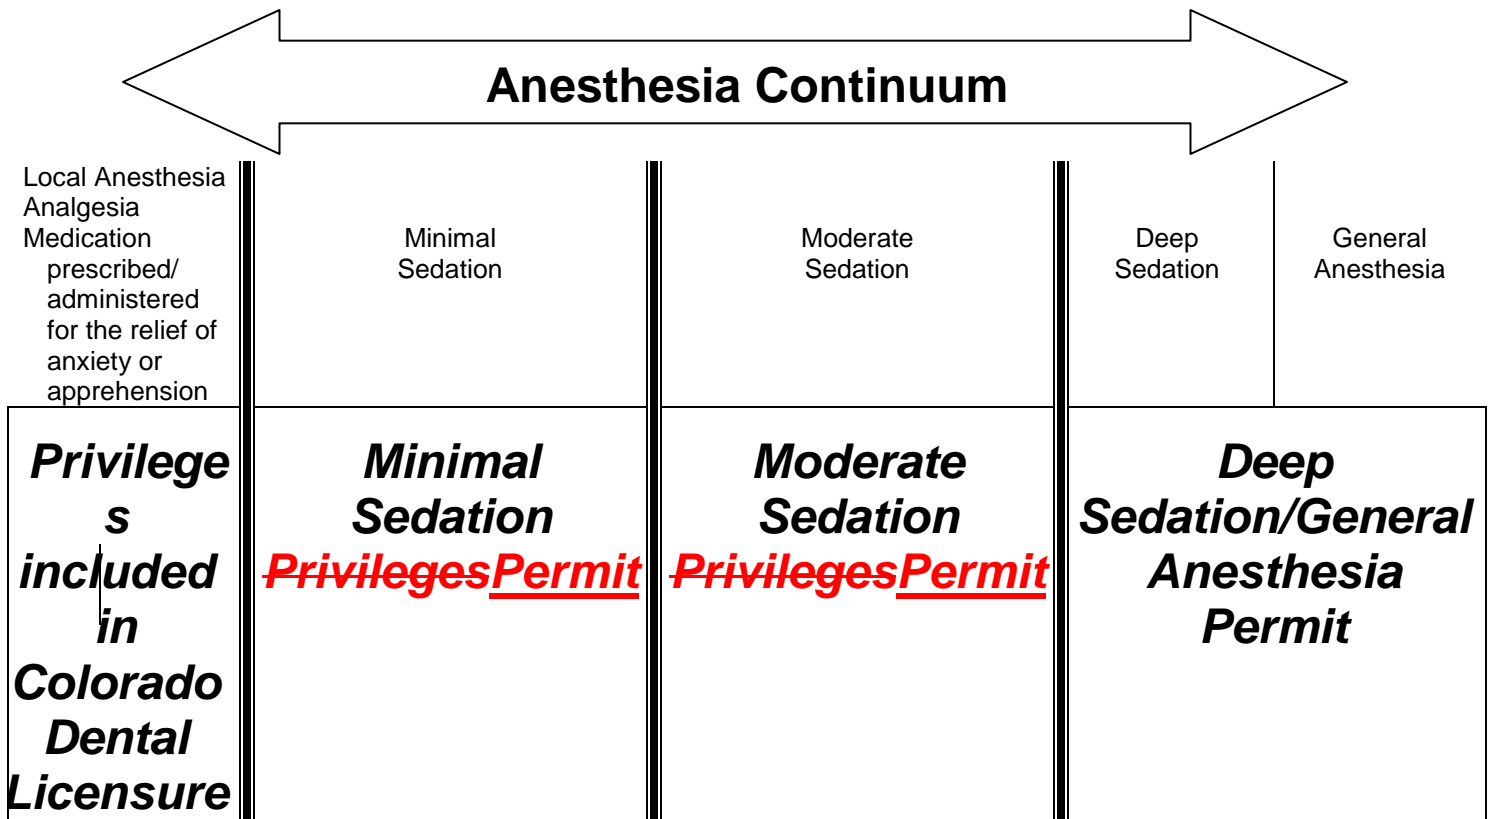 Anesthesia Continuum
Local Anesthesia
Analgesia
Medication
prescribed/
administered
for the relief of
anxiety or
apprehension
Minimal
Sedation
Moderate
Sedation
Deep
Sedation
General
Anesthesia
Privilege
s
included
in
Colorado
Dental
Licensure
Minimal
Sedation
PrivilegesPermit
Moderate
Sedation
PrivilegesPermit
Deep
Sedation/General
Anesthesia
Permit